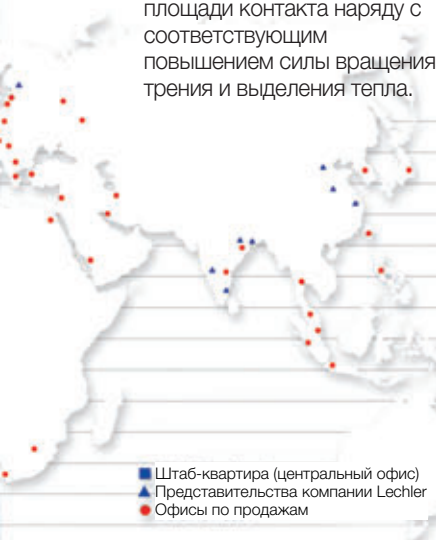 площади контакта наряду с
соответствующим
повышением силы вращения
трения и выделения тепла.
Штаб-квартира (центральный офис)
Представительства компании Lechler
Офисы по продажам